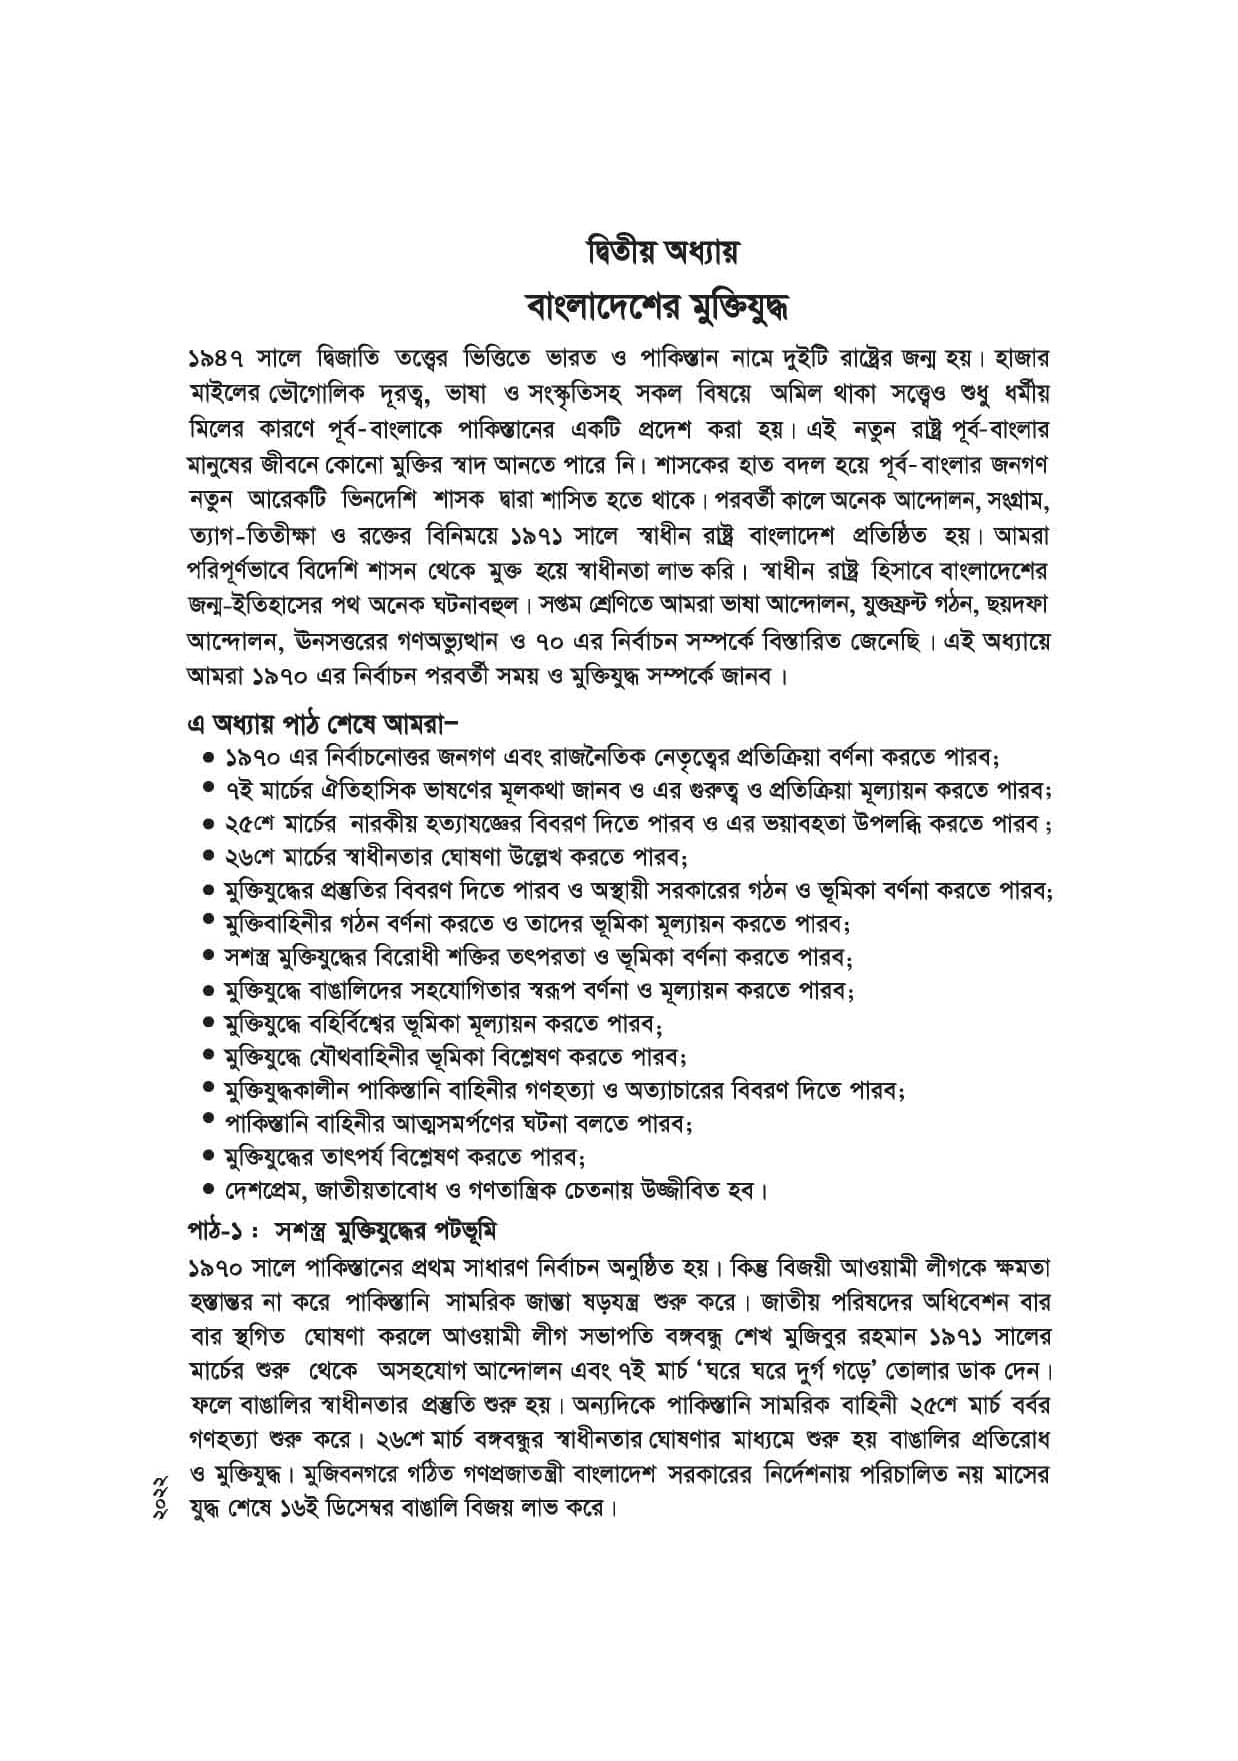 দ্বিতীয় অধ্যায়
বাংলাদেশের মুক্তিযুদ্ধ
১৯৪৭ সালে দ্বিজাতি তত্ত্বের ভিত্তিতে ভারত ও পাকিস্তান নামে দুইটি রাষ্ট্রের জন্ম হয়। হাজার
মাইলের ভৌগোলিক দূরত্ব, ভাষা ও সংস্কৃতিসহ সকল বিষয়ে অমিল থাকা সত্ত্বেও শুধু ধর্মীয়
মিলের কারণে পূর্ব-বাংলাকে পাকিস্তানের একটি প্রদেশ করা হয়। এই নতুন রাষ্ট্র পূর্ব-বাংলার
মানুষের জীবনে কোনো মুক্তির স্বাদ আনতে পারে নি। শাসকের হাত বদল হয়ে পূর্ব-বাংলার জনগণ
নতুন আরেকটি ভিনদেশি শাসক দ্বারা শাসিত হতে থাকে। পরবর্তী কালে অনেক আন্দোলন, সংগ্রাম,
ত্যাগ-তিতীক্ষা ও রক্তের বিনিময়ে ১৯৭১ সালে স্বাধীন রাষ্ট্র বাংলাদেশ প্রতিষ্ঠিত হয়। আমরা
পরিপূর্ণভাবে বিদেশি শাসন থেকে মুক্ত হয়ে স্বাধীনতা লাভ করি। স্বাধীন রাষ্ট্র হিসাবে বাংলাদেশের
জন্ম-ইতিহাসের পথ অনেক ঘটনাবহুল। সপ্তম শ্রেণিতে আমরা ভাষা আন্দোলন, যুক্তফ্রন্ট গঠন, ছয়দফা
আন্দোলন, ঊনসত্তরের গণঅভ্যুত্থান ও ৭০ এর নির্বাচন সম্পর্কে বিস্তারিত জেনেছি। এই অধ্যায়ে
আমরা ১৯৭০ এর নির্বাচন পরবর্তী সময় ও মুক্তিযুদ্ধ সম্পর্কে জানব।
এ অধ্যায় পাঠ শেষে আমরা–
● ১৯৭০ এর নির্বাচনোত্তর জনগণ এবং রাজনৈতিক নেতৃত্বের প্রতিক্রিয়া বর্ণনা করতে পারব;
● ৭ই মার্চের ঐতিহাসিক ভাষণের মূলকথা জানব ও এর গুরুত্ব ও প্রতিক্রিয়া মূল্যায়ন করতে পারব;
● ২৫শে মার্চের নারকীয় হত্যাযজ্ঞের বিবরণ দিতে পারব ও এর ভয়াবহতা উপলব্ধি করতে পারব;
● ২৬শে মার্চের স্বাধীনতার ঘোষণা উল্লেখ করতে পারব;
● মুক্তিযুদ্ধের প্রস্তুতির বিবরণ দিতে পারব ও অস্থায়ী সরকারের গঠন ও ভূমিকা বর্ণনা করতে পারব;
● মুক্তিবাহিনীর গঠন বর্ণনা করতে ও তাদের ভূমিকা মূল্যায়ন করতে পারব;
● সশস্ত্র মুক্তিযুদ্ধের বিরোধী শক্তির তৎপরতা ও ভূমিকা বর্ণনা করতে পারব;
● মুক্তিযুদ্ধে বাঙালিদের সহযোগিতার স্বরূপ বর্ণনা ও মূল্যায়ন করতে পারব;
● মুক্তিযুদ্ধে বহির্বিশ্বের ভূমিকা মূল্যায়ন করতে পারব;
● মুক্তিযুদ্ধে যৌথবাহিনীর ভূমিকা বিশ্লেষণ করতে পারব;
● মুক্তিযুদ্ধকালীন পাকিস্তানি বাহিনীর গণহত্যা ও অত্যাচারের বিবরণ দিতে পারব;
● পাকিস্তানি বাহিনীর আত্মসমর্পণের ঘটনা বলতে পারব;
● মুক্তিযুদ্ধের তাৎপর্য বিশ্লেষণ করতে পারব;
● দেশপ্রেম, জাতীয়তাবোধ ও গণতান্ত্রিক চেতনায় উজ্জীবিত হব।
পাঠ-১ : সশস্ত্র মুক্তিযুদ্ধের পটভূমি
১৯৭০ সালে পাকিস্তানের প্রথম সাধারণ নির্বাচন অনুষ্ঠিত হয়। কিন্তু বিজয়ী আওয়ামী লীগকে ক্ষমতা
হস্তান্তর না করে পাকিস্তানি সামরিক জান্তা ষড়যন্ত্র শুরু করে। জাতীয় পরিষদের অধিবেশন বার
বার স্থগিত ঘোষণা করলে আওয়ামী লীগ সভাপতি বঙ্গবন্ধু শেখ মুজিবুর রহমান ১৯৭১ সালের
মার্চের শুরু থেকে অসহযোগ আন্দোলন এবং ৭ই মার্চ ‘ঘরে ঘরে দুর্গ গড়ে’ তোলার ডাক দেন।
ফলে বাঙালির স্বাধীনতার প্রস্তুতি শুরু হয়। অন্যদিকে পাকিস্তানি সামরিক বাহিনী ২৫শে মার্চ বর্বর
গণহত্যা শুরু করে। ২৬শে মার্চ বঙ্গবন্ধুর স্বাধীনতার ঘোষণার মাধ্যমে শুরু হয় বাঙালির প্রতিরোধ
ও মুক্তিযুদ্ধ। মুজিবনগরে গঠিত গণপ্রজাতন্ত্রী বাংলাদেশ সরকারের নির্দেশনায় পরিচালিত নয় মাসের
যুদ্ধ শেষে ১৬ই ডিসেম্বর বাঙালি বিজয় লাভ করে।
২০২২